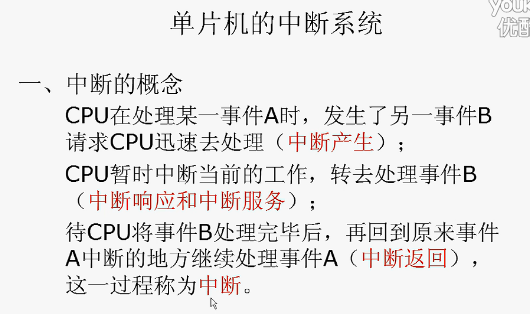 单片机的中断系统
youk
优酷
一、中断的概念
CPU在处理某一事件A时，发生了另一事件B
请求CPU迅速去处理（中断产生）；
CPU暂时中断当前的工作，转去处理事件B
（中断响应和中断服务）；
待CPU将事件B处理完毕后，再回到原来事件
A中断的地方继续处理事件A（中断返回），
这一过程称为中断。